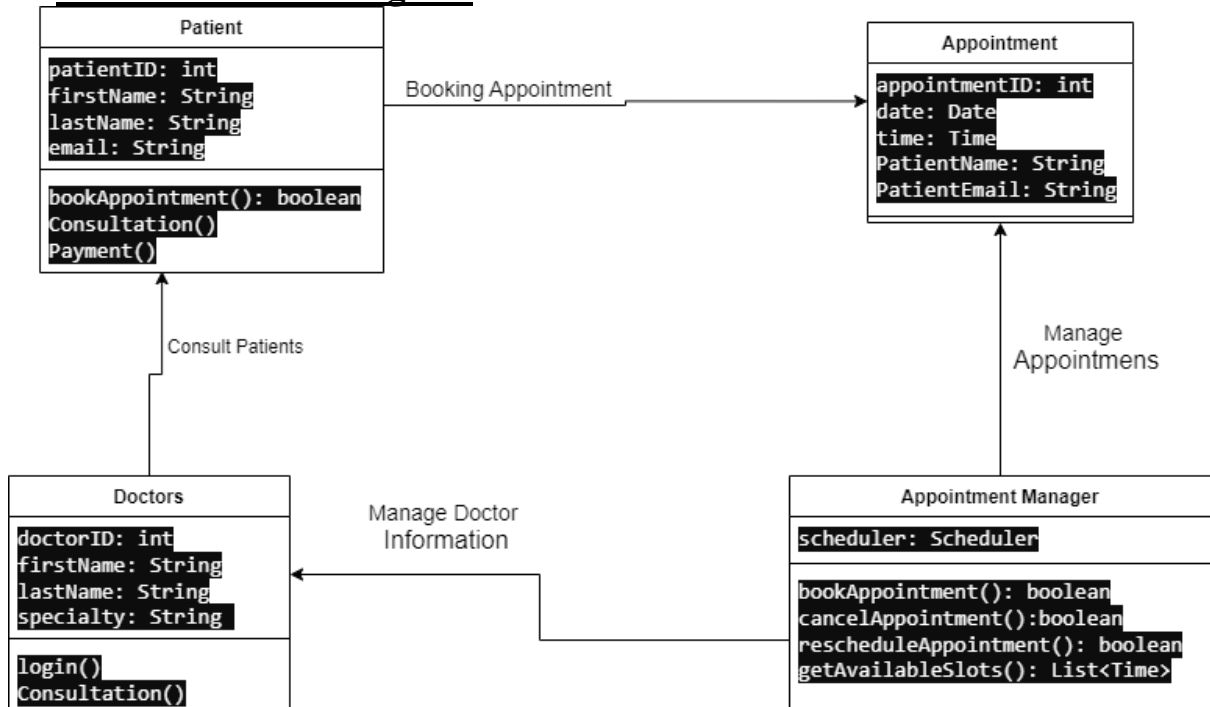 Patient
patientID: int
firstName: String
lastName: String
email: String
bookAppointment(): boolean
Consultation()
Payment()
Booking Appointment
Appointment
appointmentID: int
date: Date
time: Time
PatientName: String
PatientEmail: String
Consult Patients
Manage
Appointmens
Doctors
doctorID: int
firstName: String
lastName: String
specialty: String
login()
Consultation()
Manage Doctor
Information
Appointment Manager
scheduler: Scheduler
bookAppointment(): boolean
cancelAppointment():boolean
rescheduleAppointment(): boolean
getAvailableSlots(): List<Time>